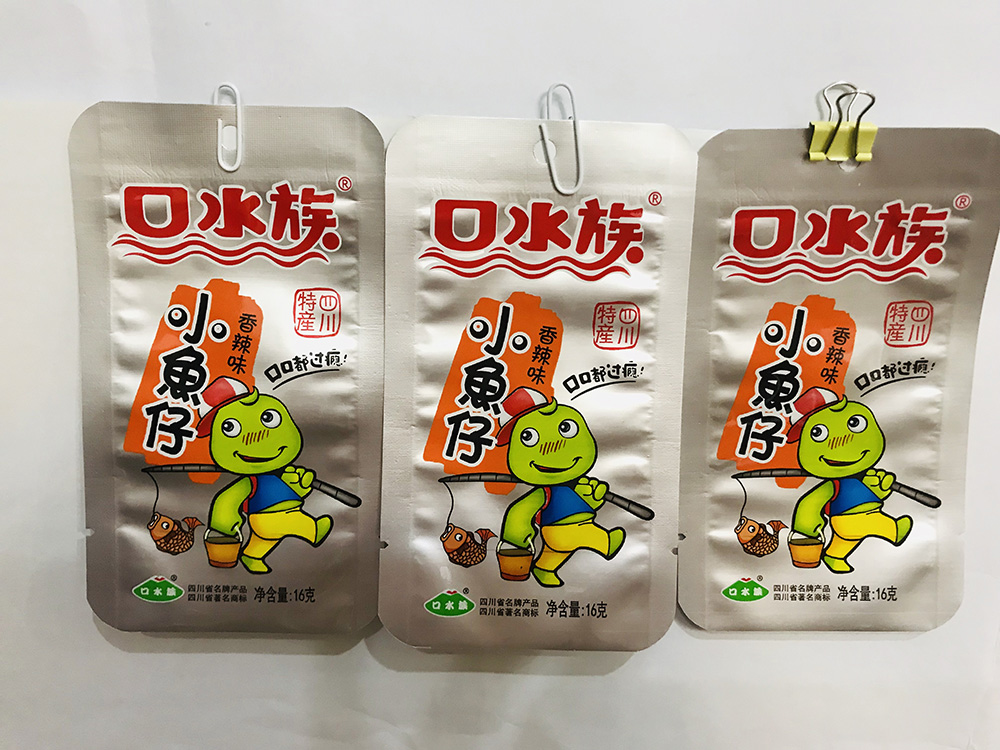 口水族®
四川
特産
香辣味
小魚仔
口口都过瘾!
口水族®
四川省名牌产品
四川省著名商标
净含量:16克
口水族®
四川
特産
香辣味
小魚仔
口口都过瘾!
口水族®
四川省名牌产品
四川省著名商标
净含量:16克
口水族®
四川
特産
香辣味
小魚仔
口口都过瘾!
口水族®
四川省名牌产品
四川省著名商标
净含量:16克